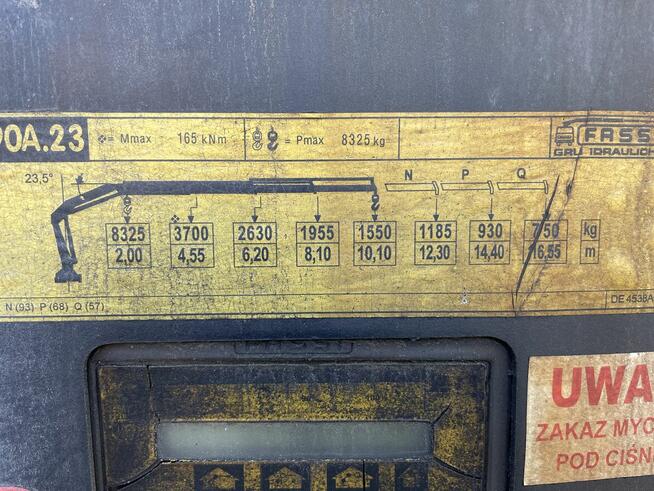 90A.23 = Mmax 165 kNm = Pmax 8325 kg FASSI
GRU IDRAULICH
23,5° N P Q
8325 3700 2630 1955 1550 1185 930 750 kg
2,00 4,55 6,20 8,10 10,10 12,30 14,40 16,55 m
N (93) P (68) Q (57) DE 4538A
FASSI
UWA
ZAKAZ MYC
POD CIŚN